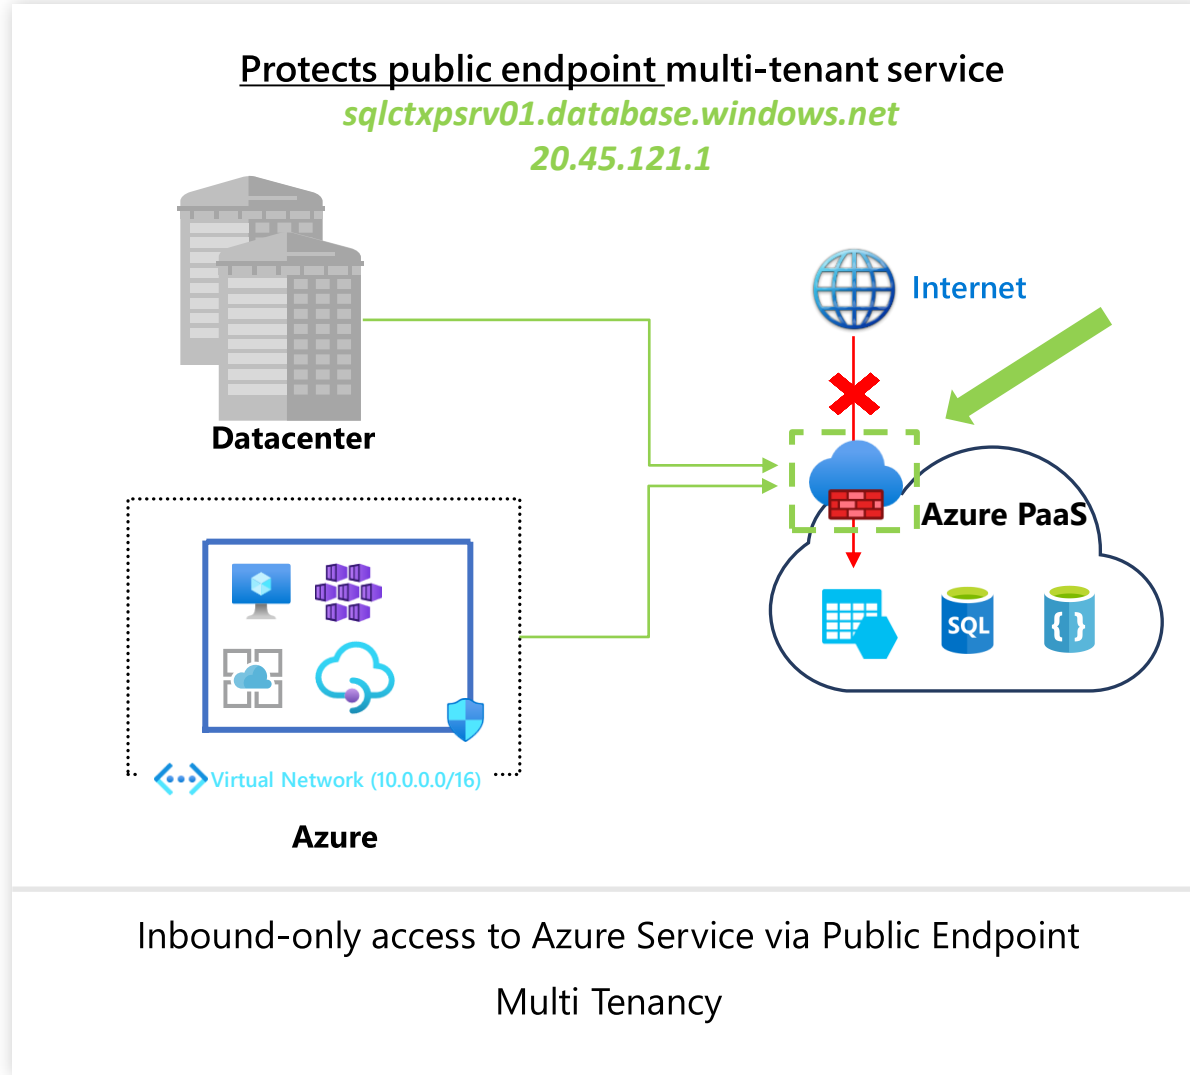 Protects public endpoint multi-tenant service
sqlctxpsrv01.database.windows.net
20.45.121.1
Internet
Datacenter
Azure PaaS
SQL
{ }
Virtual Network (10.0.0.0/16)
Azure
Inbound-only access to Azure Service via Public Endpoint
Multi Tenancy